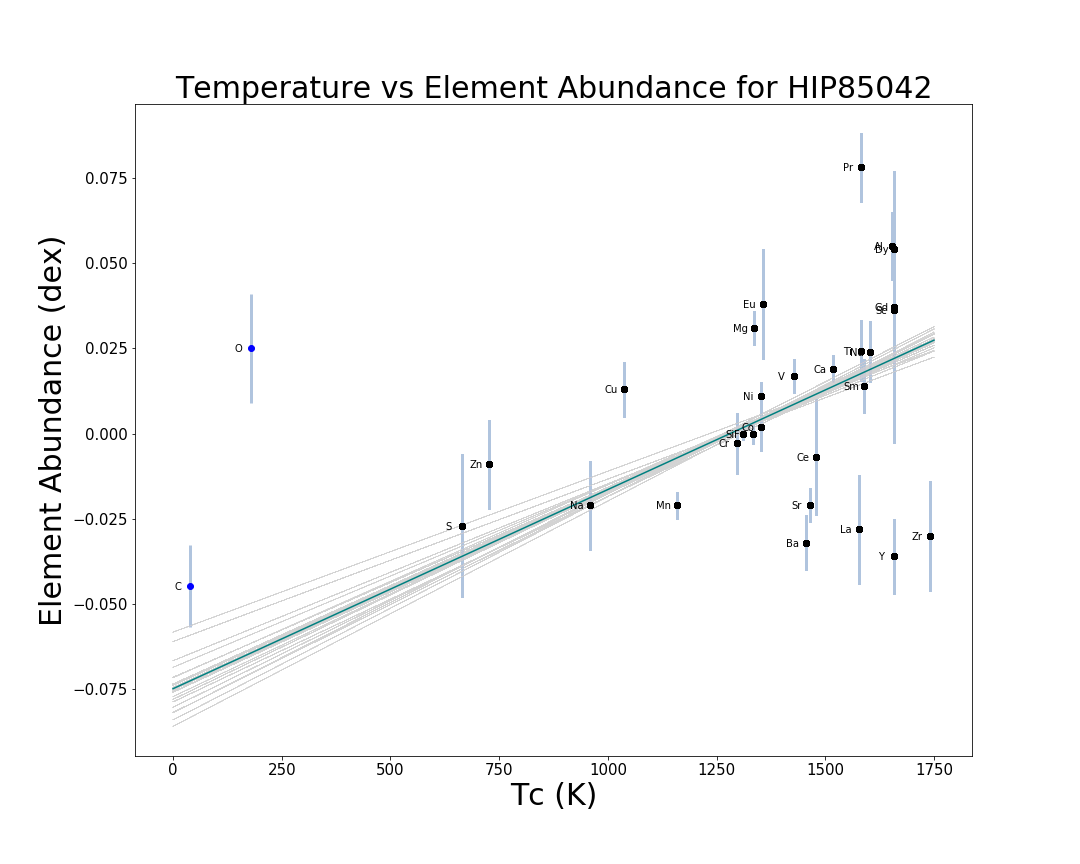 Temperature vs Element Abundance for HIP85042
Element Abundance (dex)
0.075
0.050
0.025
0.000
−0.025
−0.050
−0.075
Pr
Al
Dy
Gd
Sc
Eu
Mg
O
Ti
V
Ca
Sm
Cu
Ni
Co
Si
Cr
Zn
Ce
Na
Mn
Sr
S
La
Zr
Ba
Y
C
0
250
500
750
1000
1250
1500
1750
Tc (K)